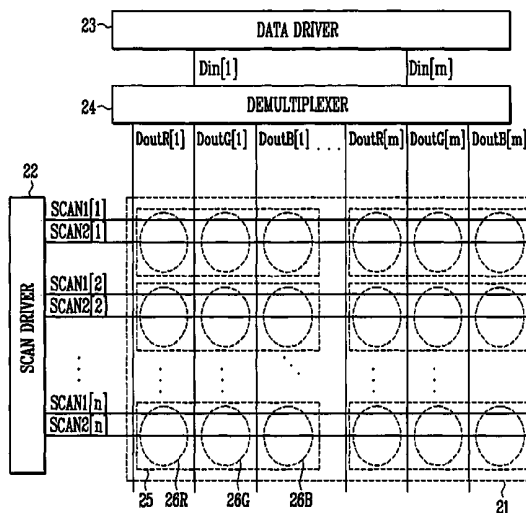 23
DATA DRIVER
Din[1] Din[m]
24
DEMULTIPLEXER
DoutR[1] DoutG[1] DoutB[1] . . . DoutR[m] DoutG[m] DoutB[m]
22
SCAN DRIVER
SCAN1[1]
SCAN2[1]
SCAN1[2]
SCAN2[2]
SCAN1[n]
SCAN2[n]
25 26R 26G 26B 21